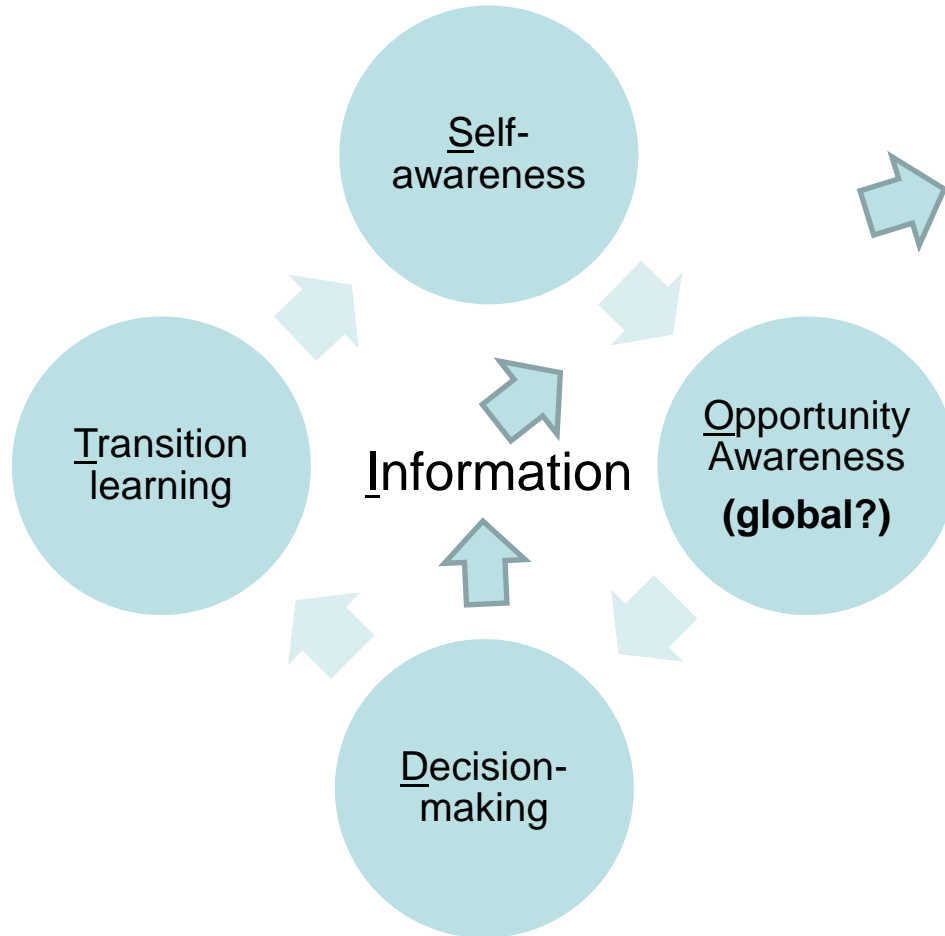 Self-
awareness
Transition
learning
Information
Opportunity
Awareness
(global?)
Decision-
making